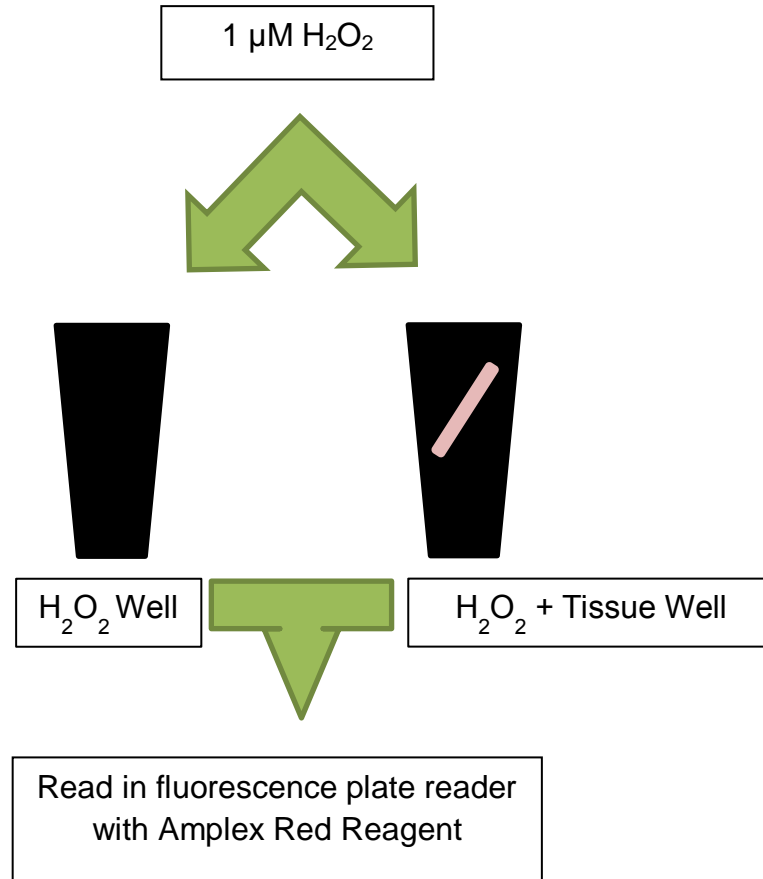 1 µM H₂O₂
H₂O₂ Well
H₂O₂ + Tissue Well
Read in fluorescence plate reader
with Amplex Red Reagent